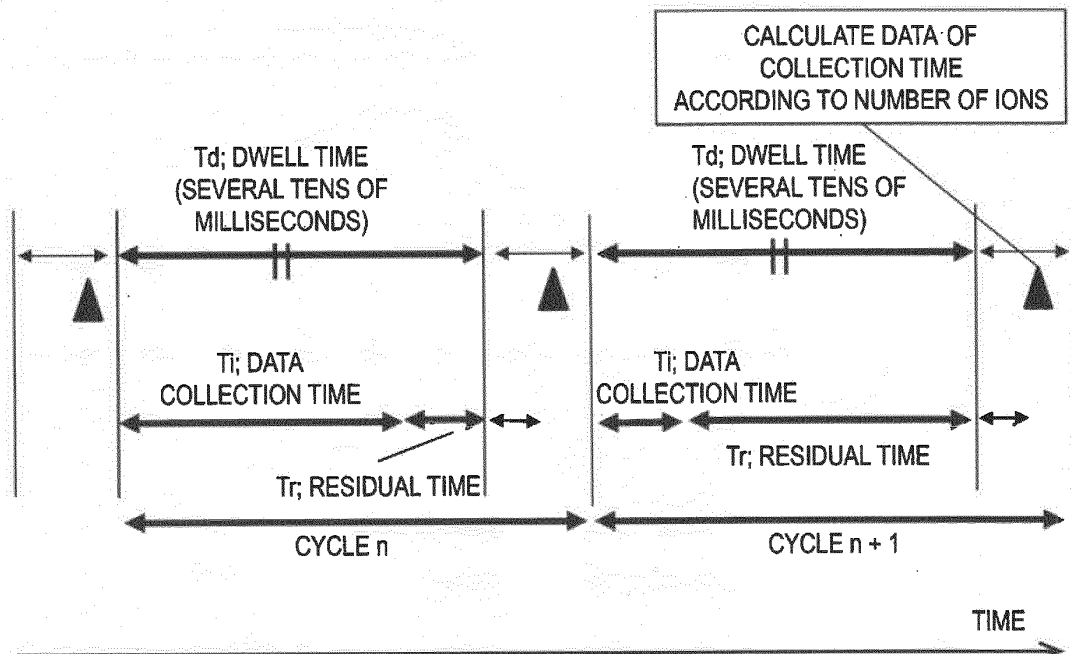 CALCULATE DATA OF
COLLECTION TIME
ACCORDING TO NUMBER OF IONS
Td; DWELL TIME
(SEVERAL TENS OF
MILLISECONDS)
Td; DWELL TIME
(SEVERAL TENS OF
MILLISECONDS)
Ti; DATA
COLLECTION TIME
Ti; DATA
COLLECTION TIME
Tr; RESIDUAL TIME
Tr; RESIDUAL TIME
CYCLE n
CYCLE n + 1
TIME